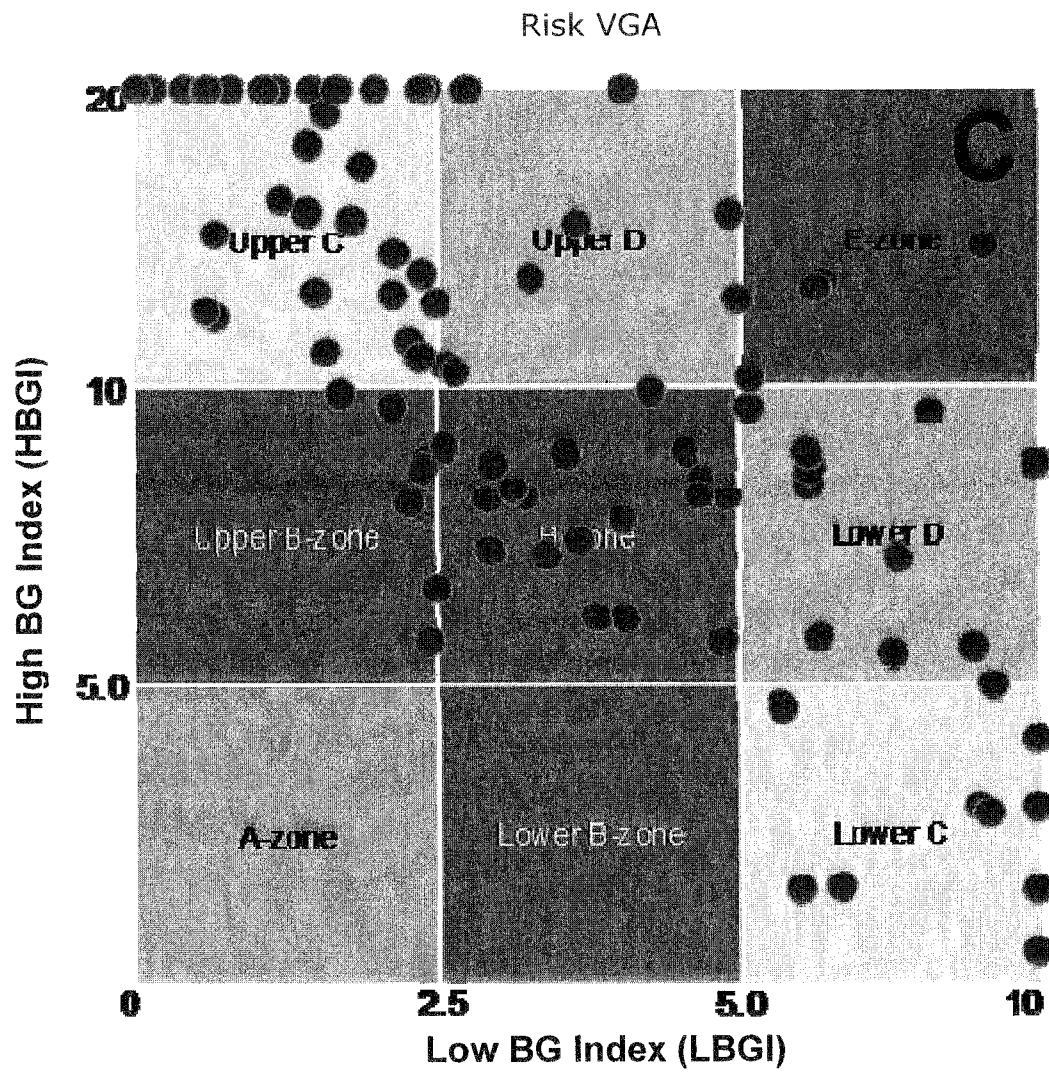 Risk VGA
20
C
Upper C
Upper D
E-zone
High BG Index (HBGI)
10
Upper B-zone
Lower D
5.0
A-zone
Lower B-zone
Lower C
0
2.5
5.0
10
Low BG Index (LBGI)